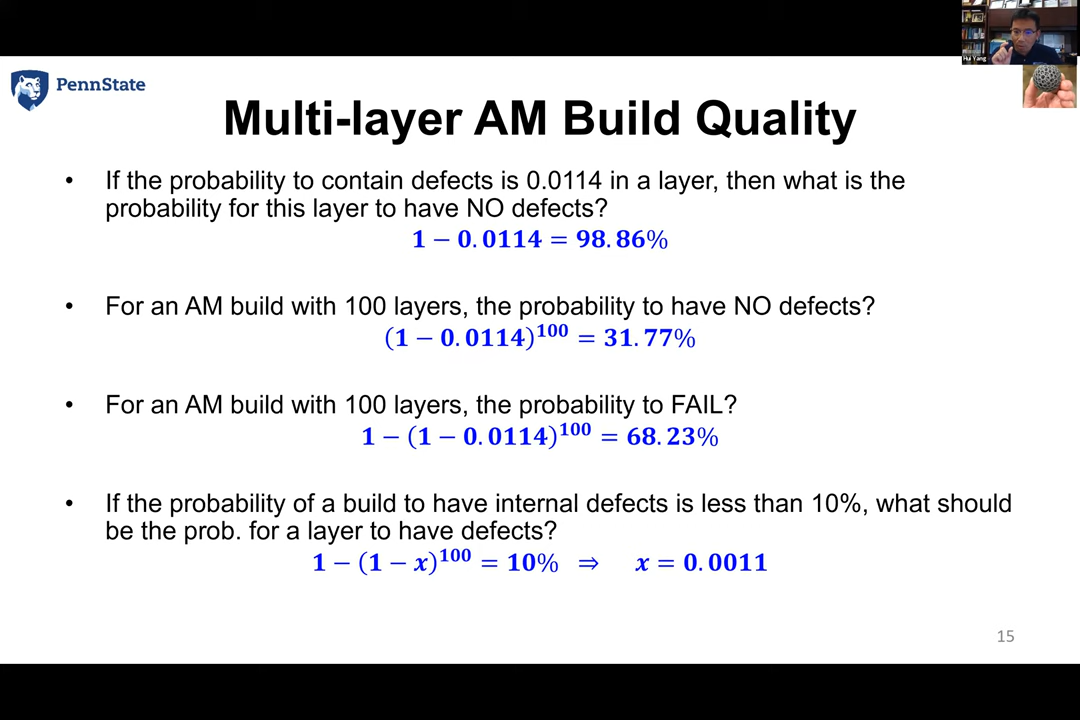 Hui Yang
PennState
Multi-layer AM Build Quality
• If the probability to contain defects is 0.0114 in a layer, then what is the
probability for this layer to have NO defects?
1 − 0.0114 = 98.86%
• For an AM build with 100 layers, the probability to have NO defects?
(1 − 0.0114)^100 = 31.77%
• For an AM build with 100 layers, the probability to FAIL?
1 − (1 − 0.0114)^100 = 68.23%
• If the probability of a build to have internal defects is less than 10%, what should
be the prob. for a layer to have defects?
1 − (1 − x)^100 = 10% ⇒ x = 0.0011
15